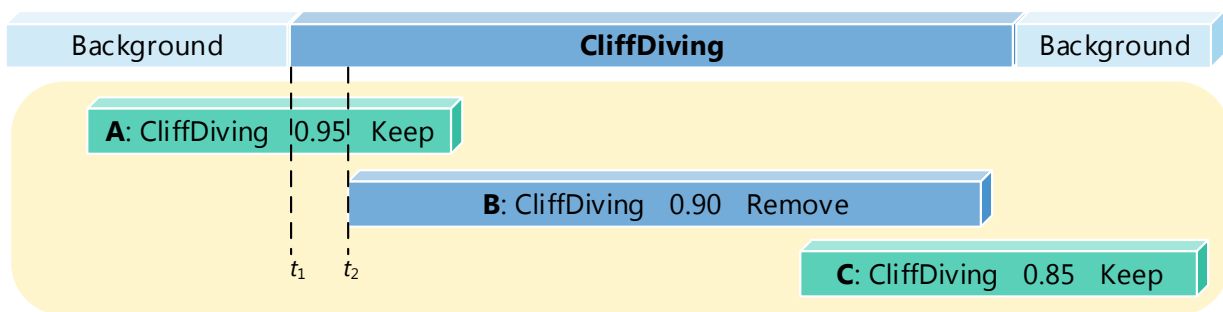 Background CliffDiving Background
A: CliffDiving 0.95 Keep
B: CliffDiving 0.90 Remove
t1 t2
C: CliffDiving 0.85 Keep